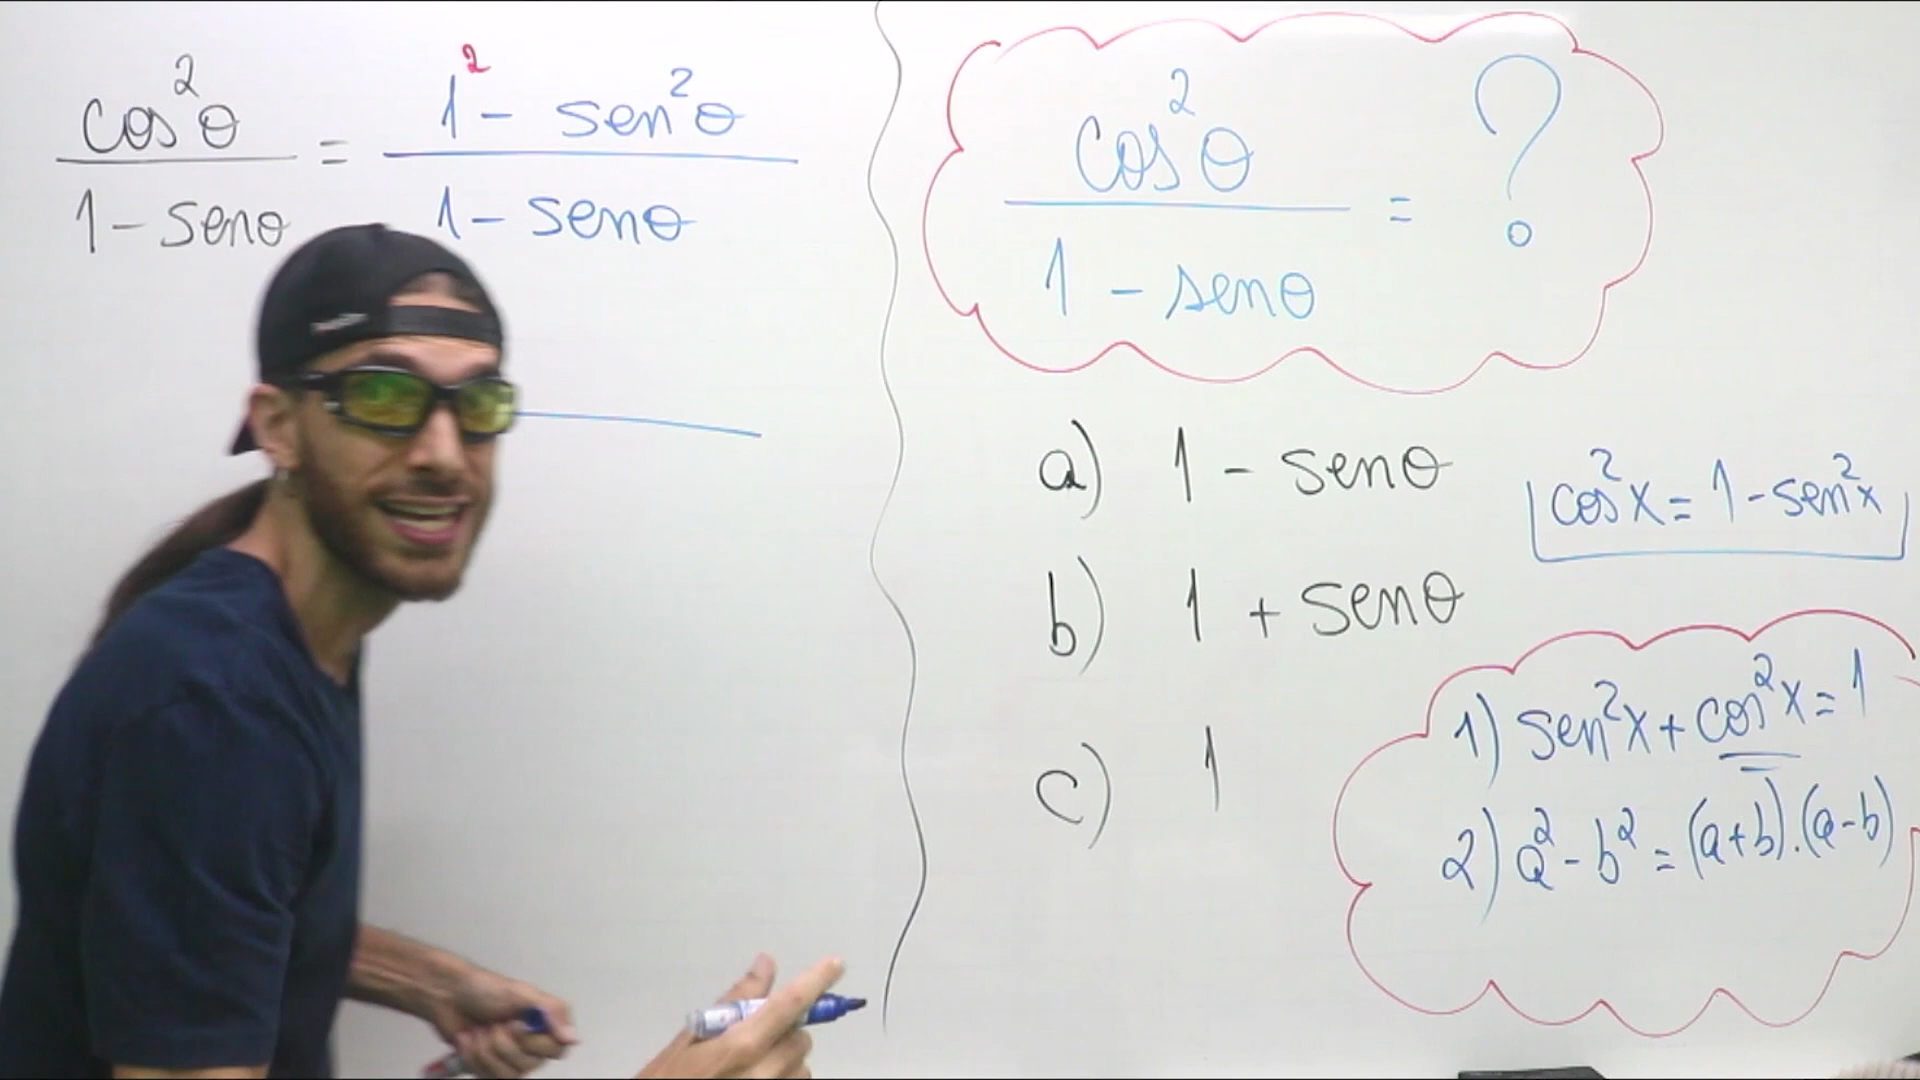 cos²θ / 1 - senθ = 1² - sen²θ / 1 - senθ
cos²θ / 1 - senθ = ?
a) 1 - senθ
b) 1 + senθ
c) 1
cos²x = 1 - sen²x
1) sen²x + cos²x = 1
2) a² - b² = (a+b).(a-b)